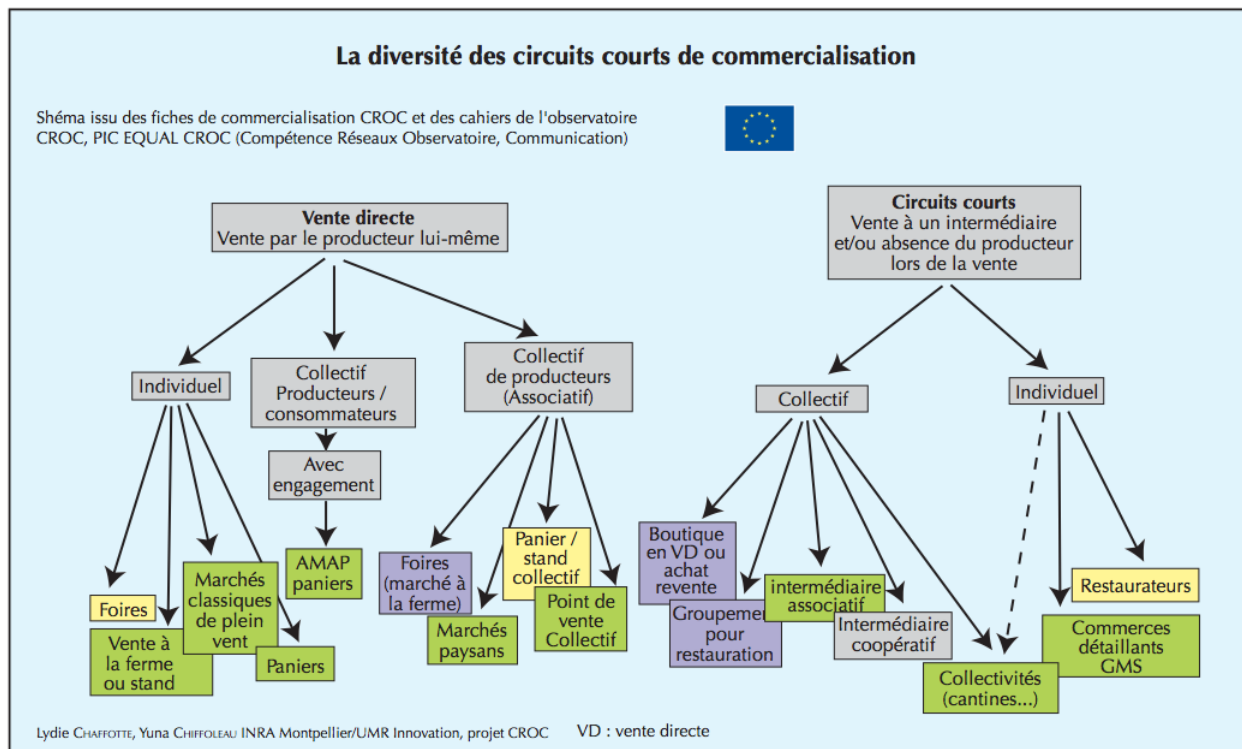 La diversité des circuits courts de commercialisation
Shéma issu des fiches de commercialisation CROC et des cahiers de l'observatoire
CROC, PIC EQUAL CROC (Compétence Réseaux Observatoire, Communication)
Vente directe
Vente par le producteur lui-même
Circuits courts
Vente à un intermédiaire
et/ou absence du producteur
lors de la vente
Individuel
Collectif
Producteurs /
consommateurs
Collectif
de producteurs
(Associatif)
Collectif
Individuel
Avec
engagement
Foires
Vente à
la ferme
ou stand
Marchés
classiques
de plein
vent
Paniers
AMAP
paniers
Foires
(marché à
la ferme)
Marchés
paysans
Panier /
stand
collectif
Point de
vente
Collectif
Boutique
en VD ou
achat
revente
Groupement
pour
restauration
intermédiaire
associatif
Intermédiaire
coopératif
Collectivités
(cantines...)
Restaurateurs
Commerces
détaillants
GMS
Lydie CHAFFOTTE, Yuna CHIFFOLEAU INRA Montpellier/UMR Innovation, projet CROC
VD : vente directe